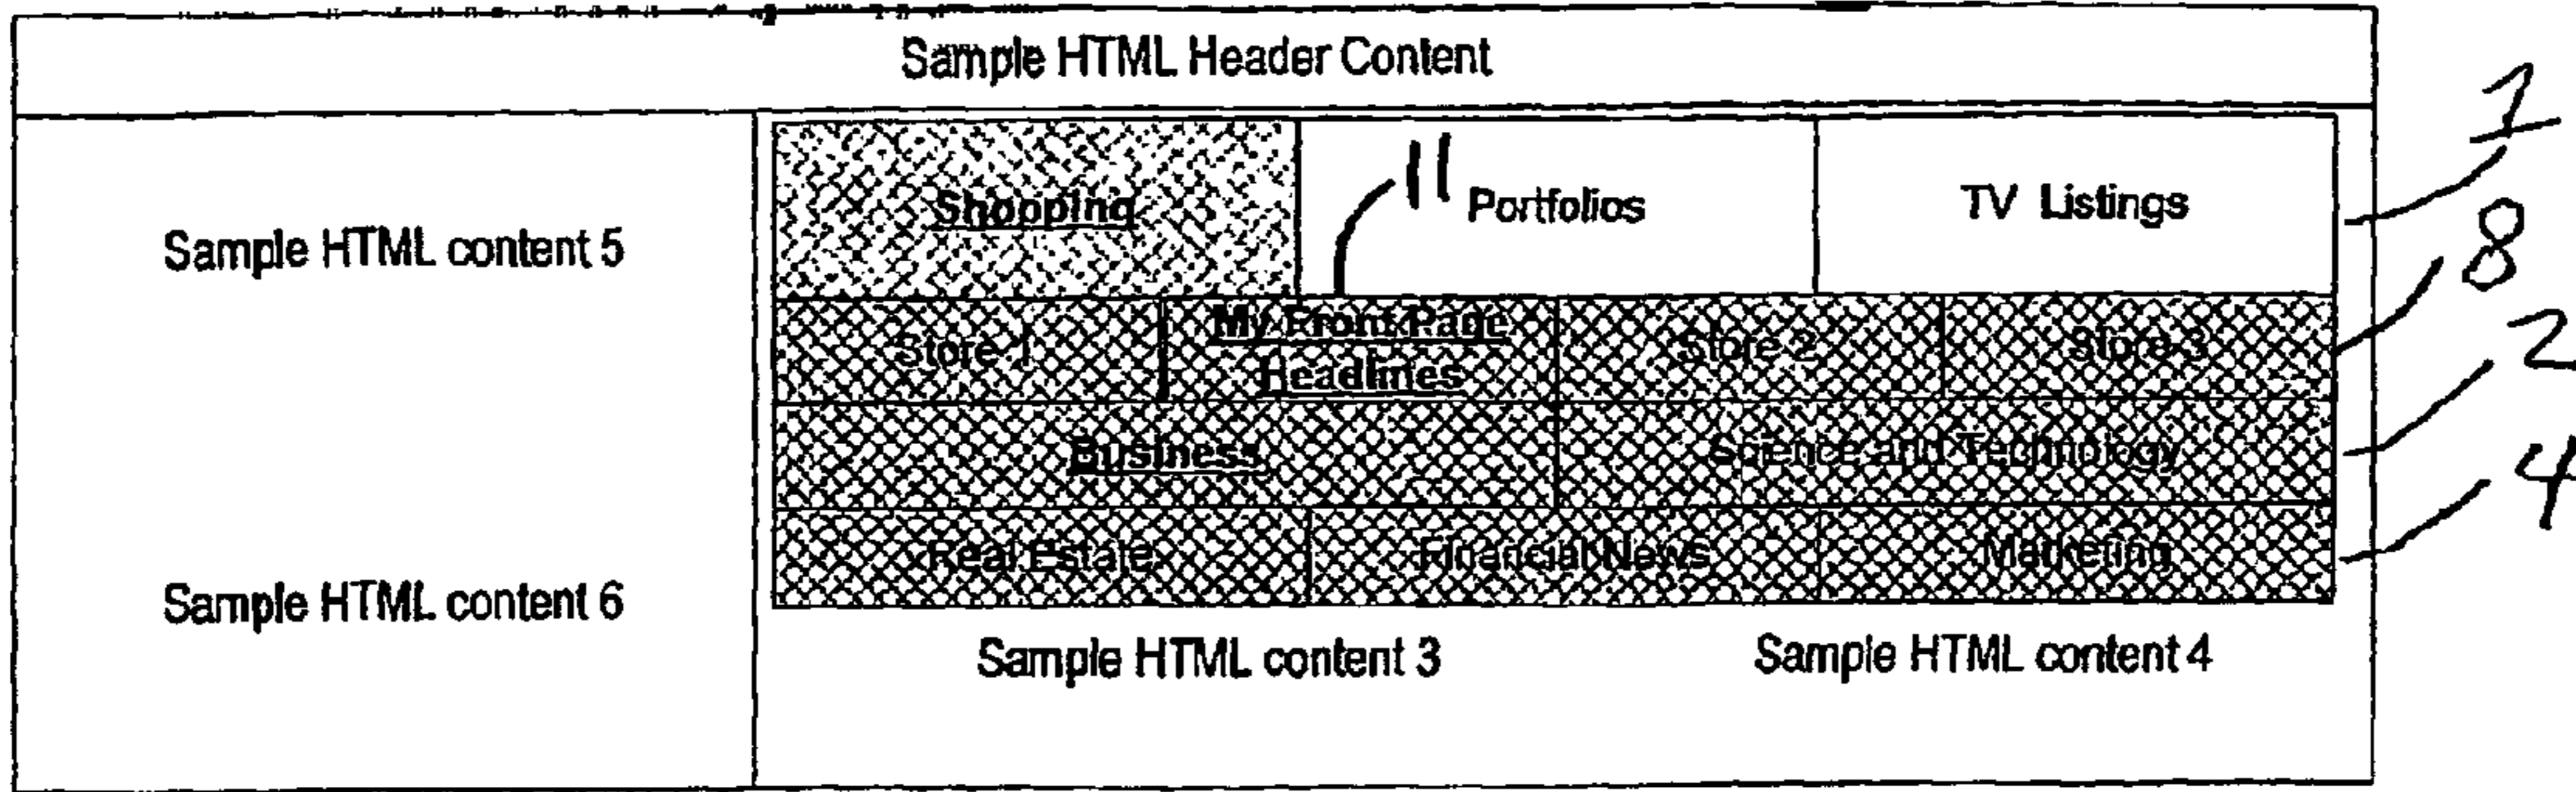 Sample HTML Header Content
1
Sample HTML content 5
Shopping
11
Portfolios
TV Listings
8
Store 1
My Front Page
Headlines
Store 2
Store 3
2
Business
Science and Technology
4
Real Estate
Financial News
Marketing
Sample HTML content 6
Sample HTML content 3
Sample HTML content 4